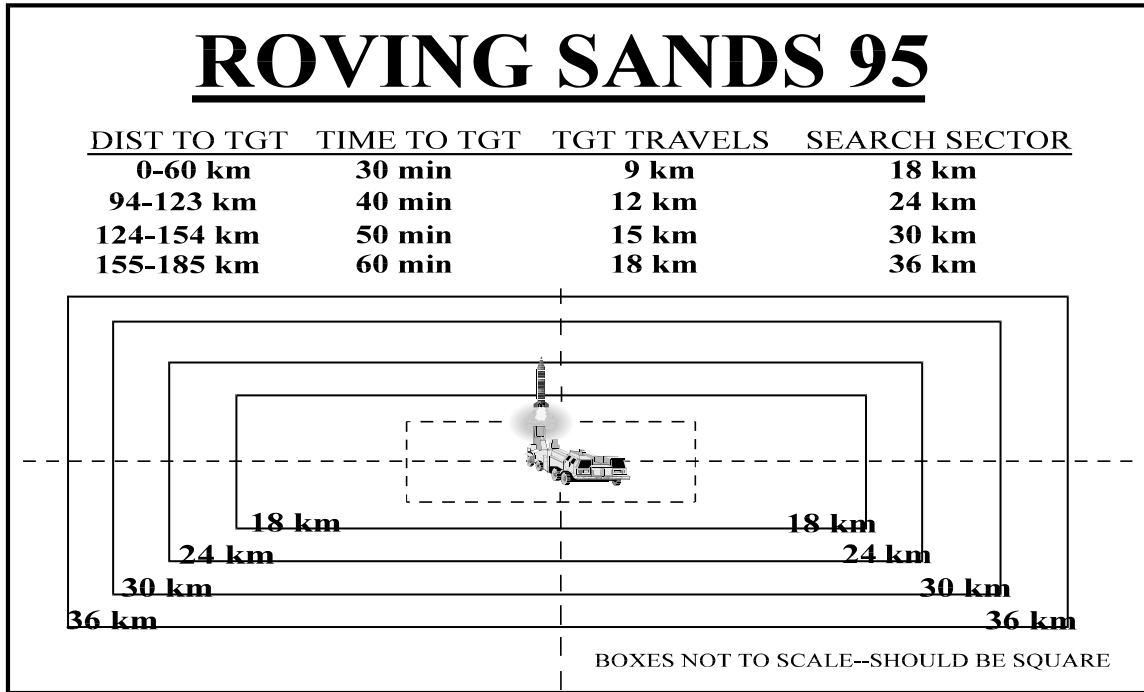 ROVING SANDS 95
DIST TO TGT TIME TO TGT TGT TRAVELS SEARCH SECTOR
0-60 km 30 min 9 km 18 km
94-123 km 40 min 12 km 24 km
124-154 km 50 min 15 km 30 km
155-185 km 60 min 18 km 36 km
18 km 18 km
24 km 24 km
30 km 30 km
36 km 36 km
BOXES NOT TO SCALE--SHOULD BE SQUARE